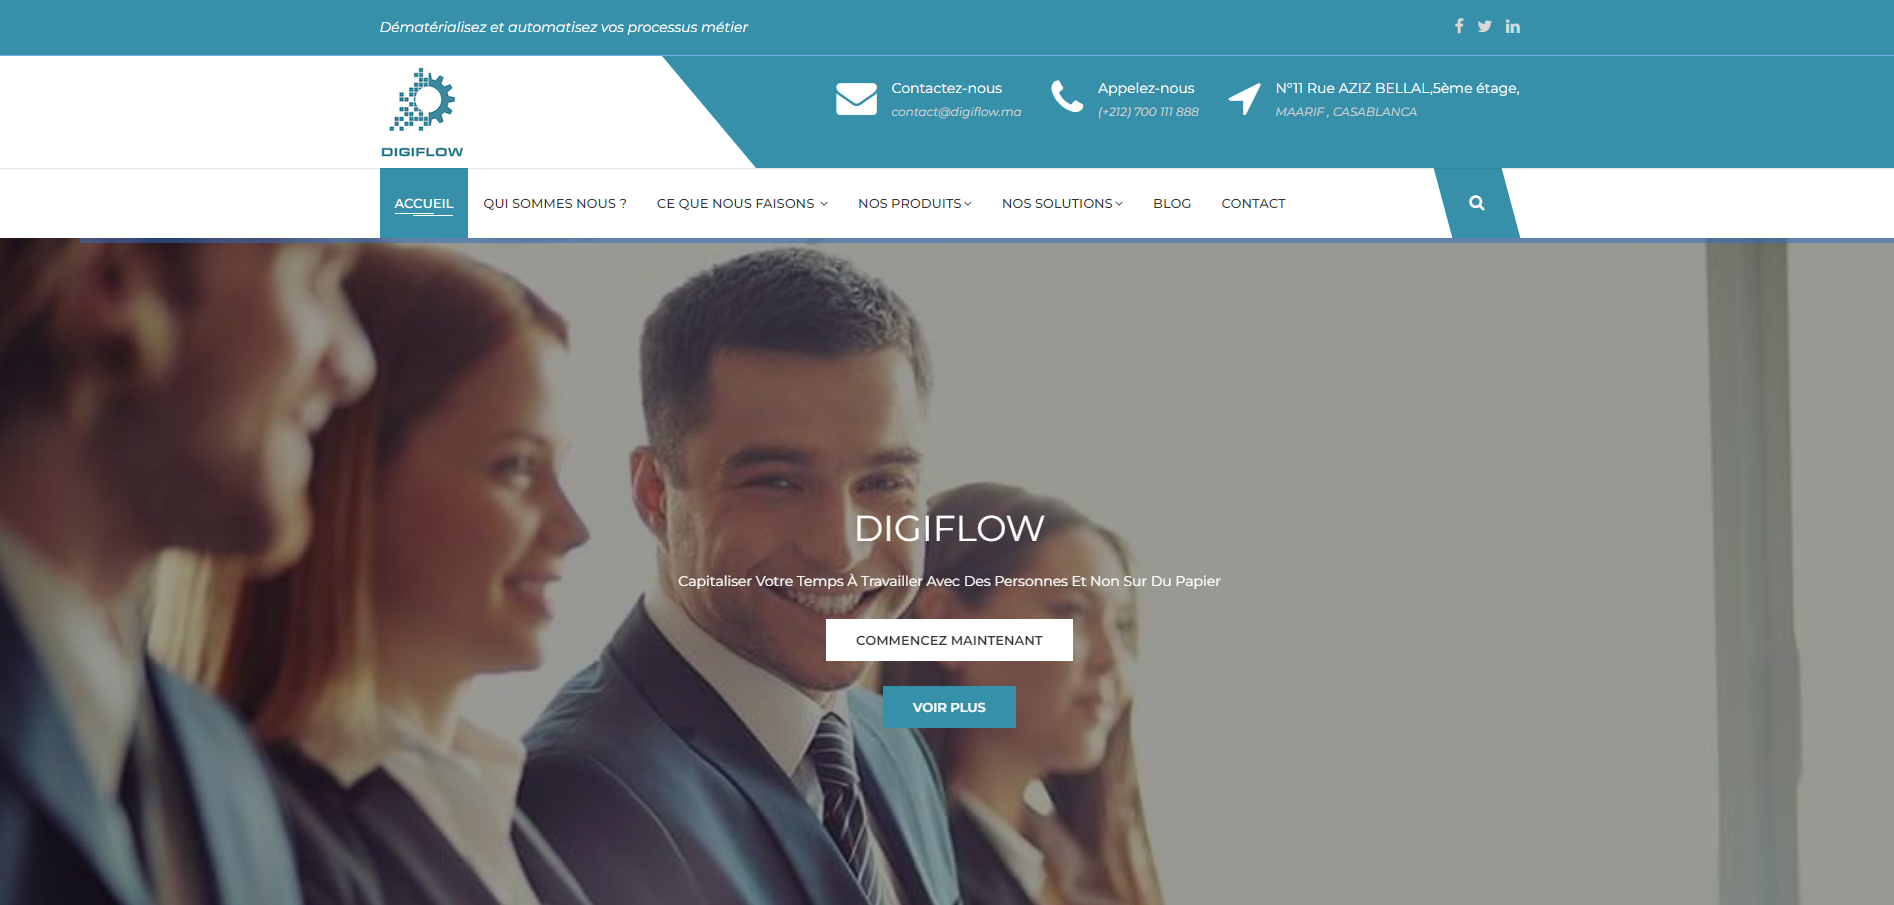 Dématérialisez et automatisez vos processus métier
DIGIFLOW
Contactez-nous
contact@digiflow.ma
Appelez-nous
(+212) 700 111 888
N°11 Rue AZIZ BELLAL,5ème étage,
MAARIF , CASABLANCA
ACCUEIL
QUI SOMMES NOUS ?
CE QUE NOUS FAISONS
NOS PRODUITS
NOS SOLUTIONS
BLOG
CONTACT
DIGIFLOW
Capitaliser Votre Temps À Travailler Avec Des Personnes Et Non Sur Du Papier
COMMENCEZ MAINTENANT
VOIR PLUS